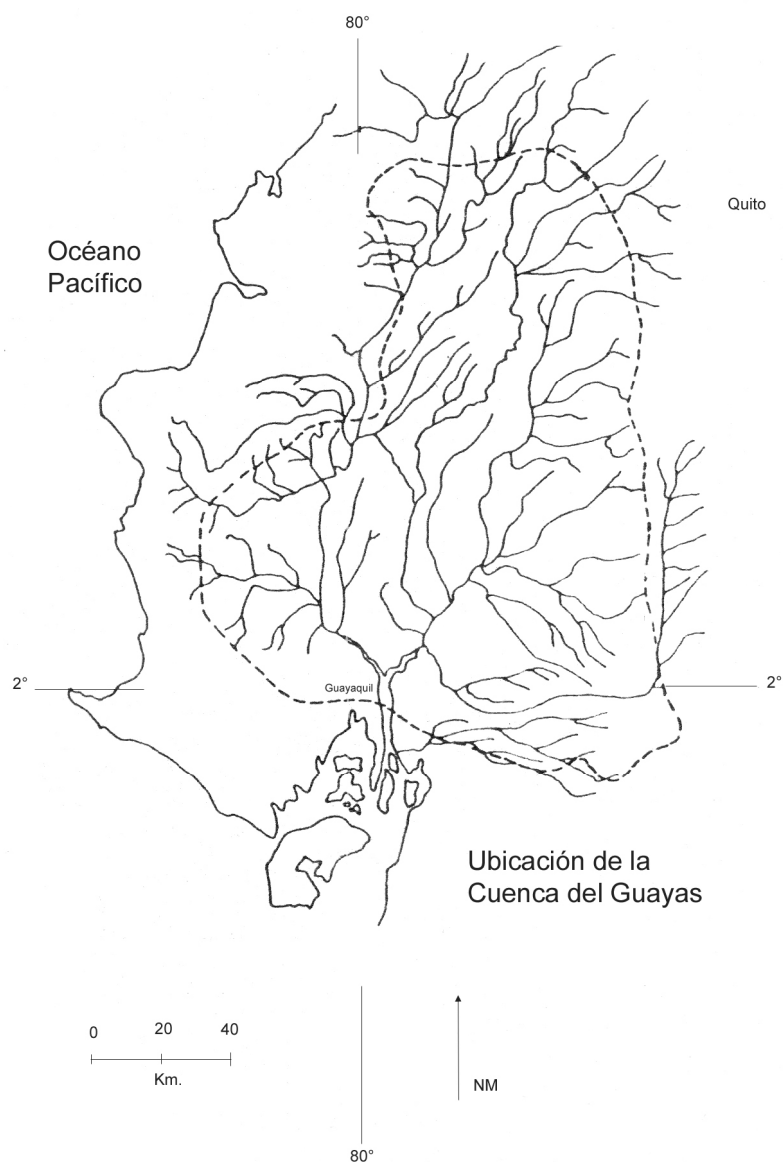 80°
Quito
Océano
Pacífico
2°
Guayaquil
2°
Ubicación de la
Cuenca del Guayas
0 20 40
Km.
NM
80°